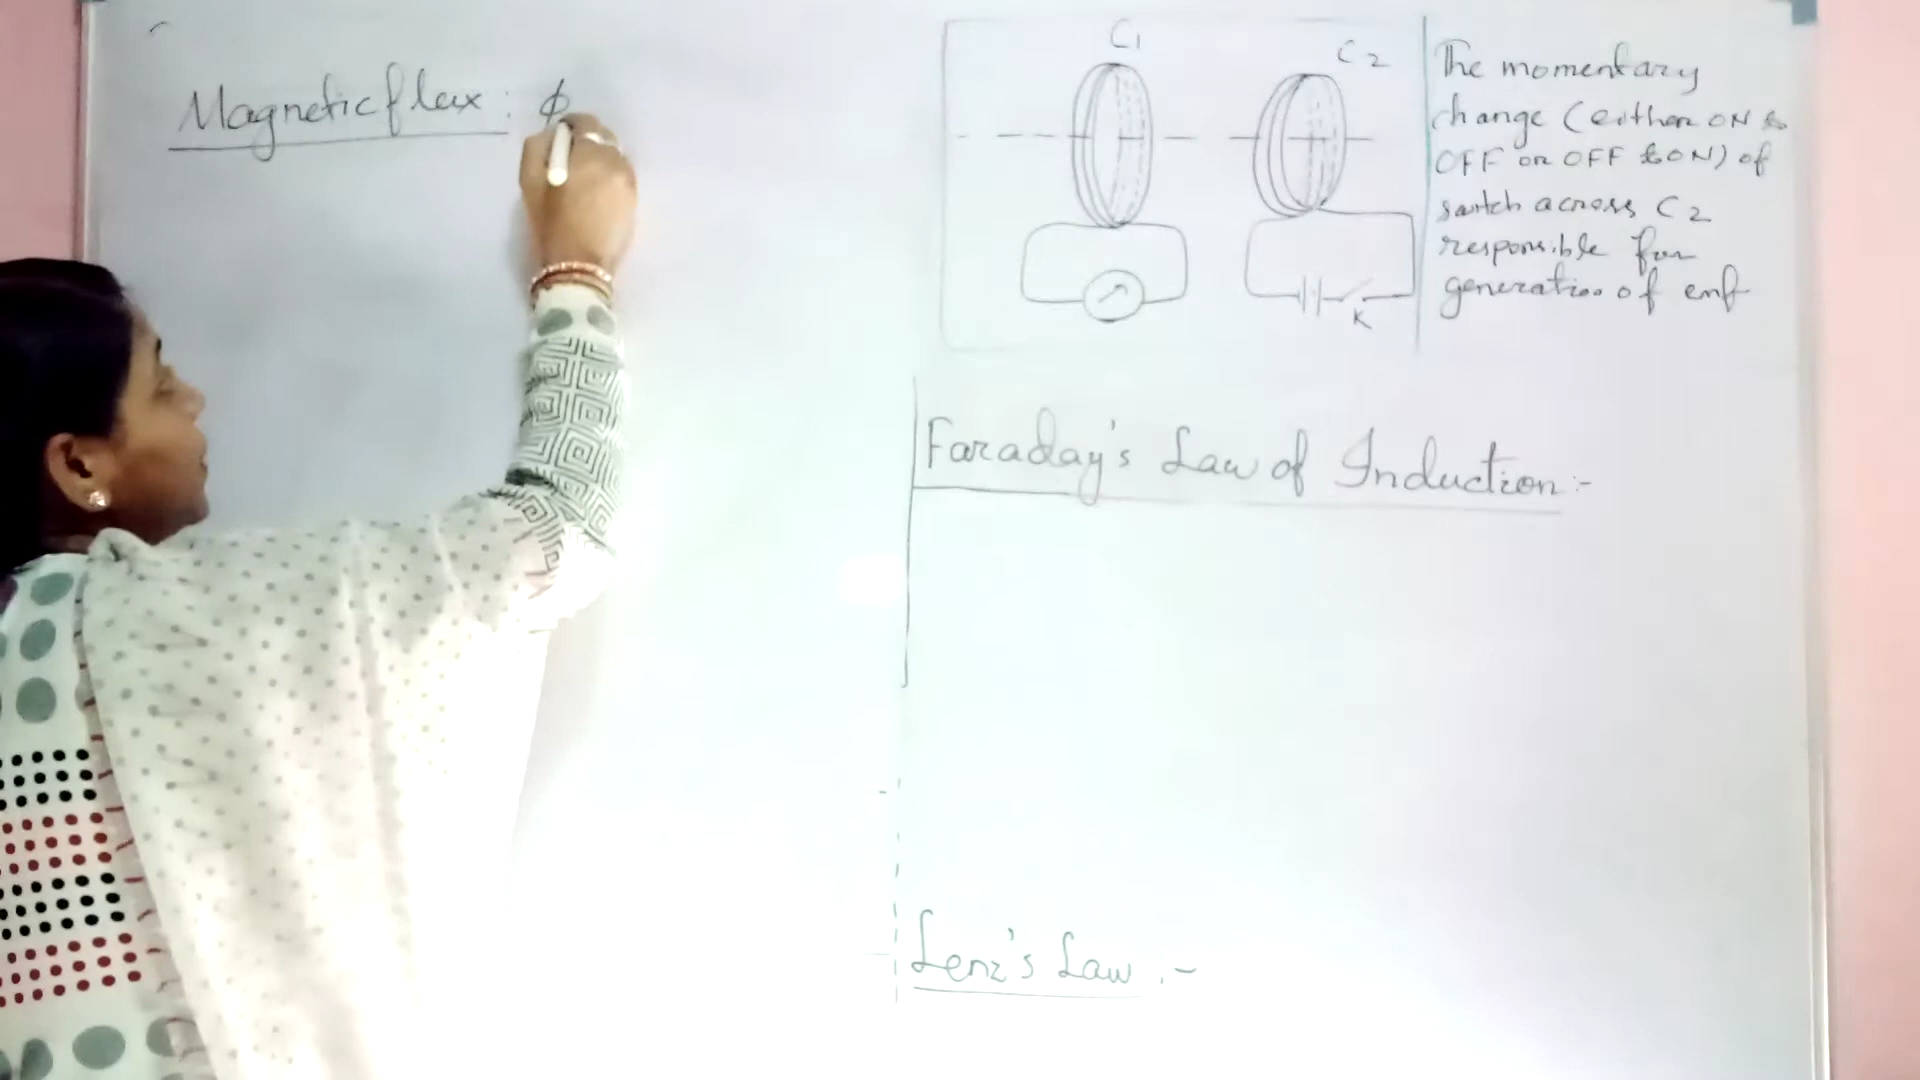 Magnetic flux : ϕ
C1
C2
K
The momentary
change (either ON to
OFF or OFF to ON) of
switch across C2
responsible for
generation of emf
Faraday's Law of Induction :-
Lenz's Law :-